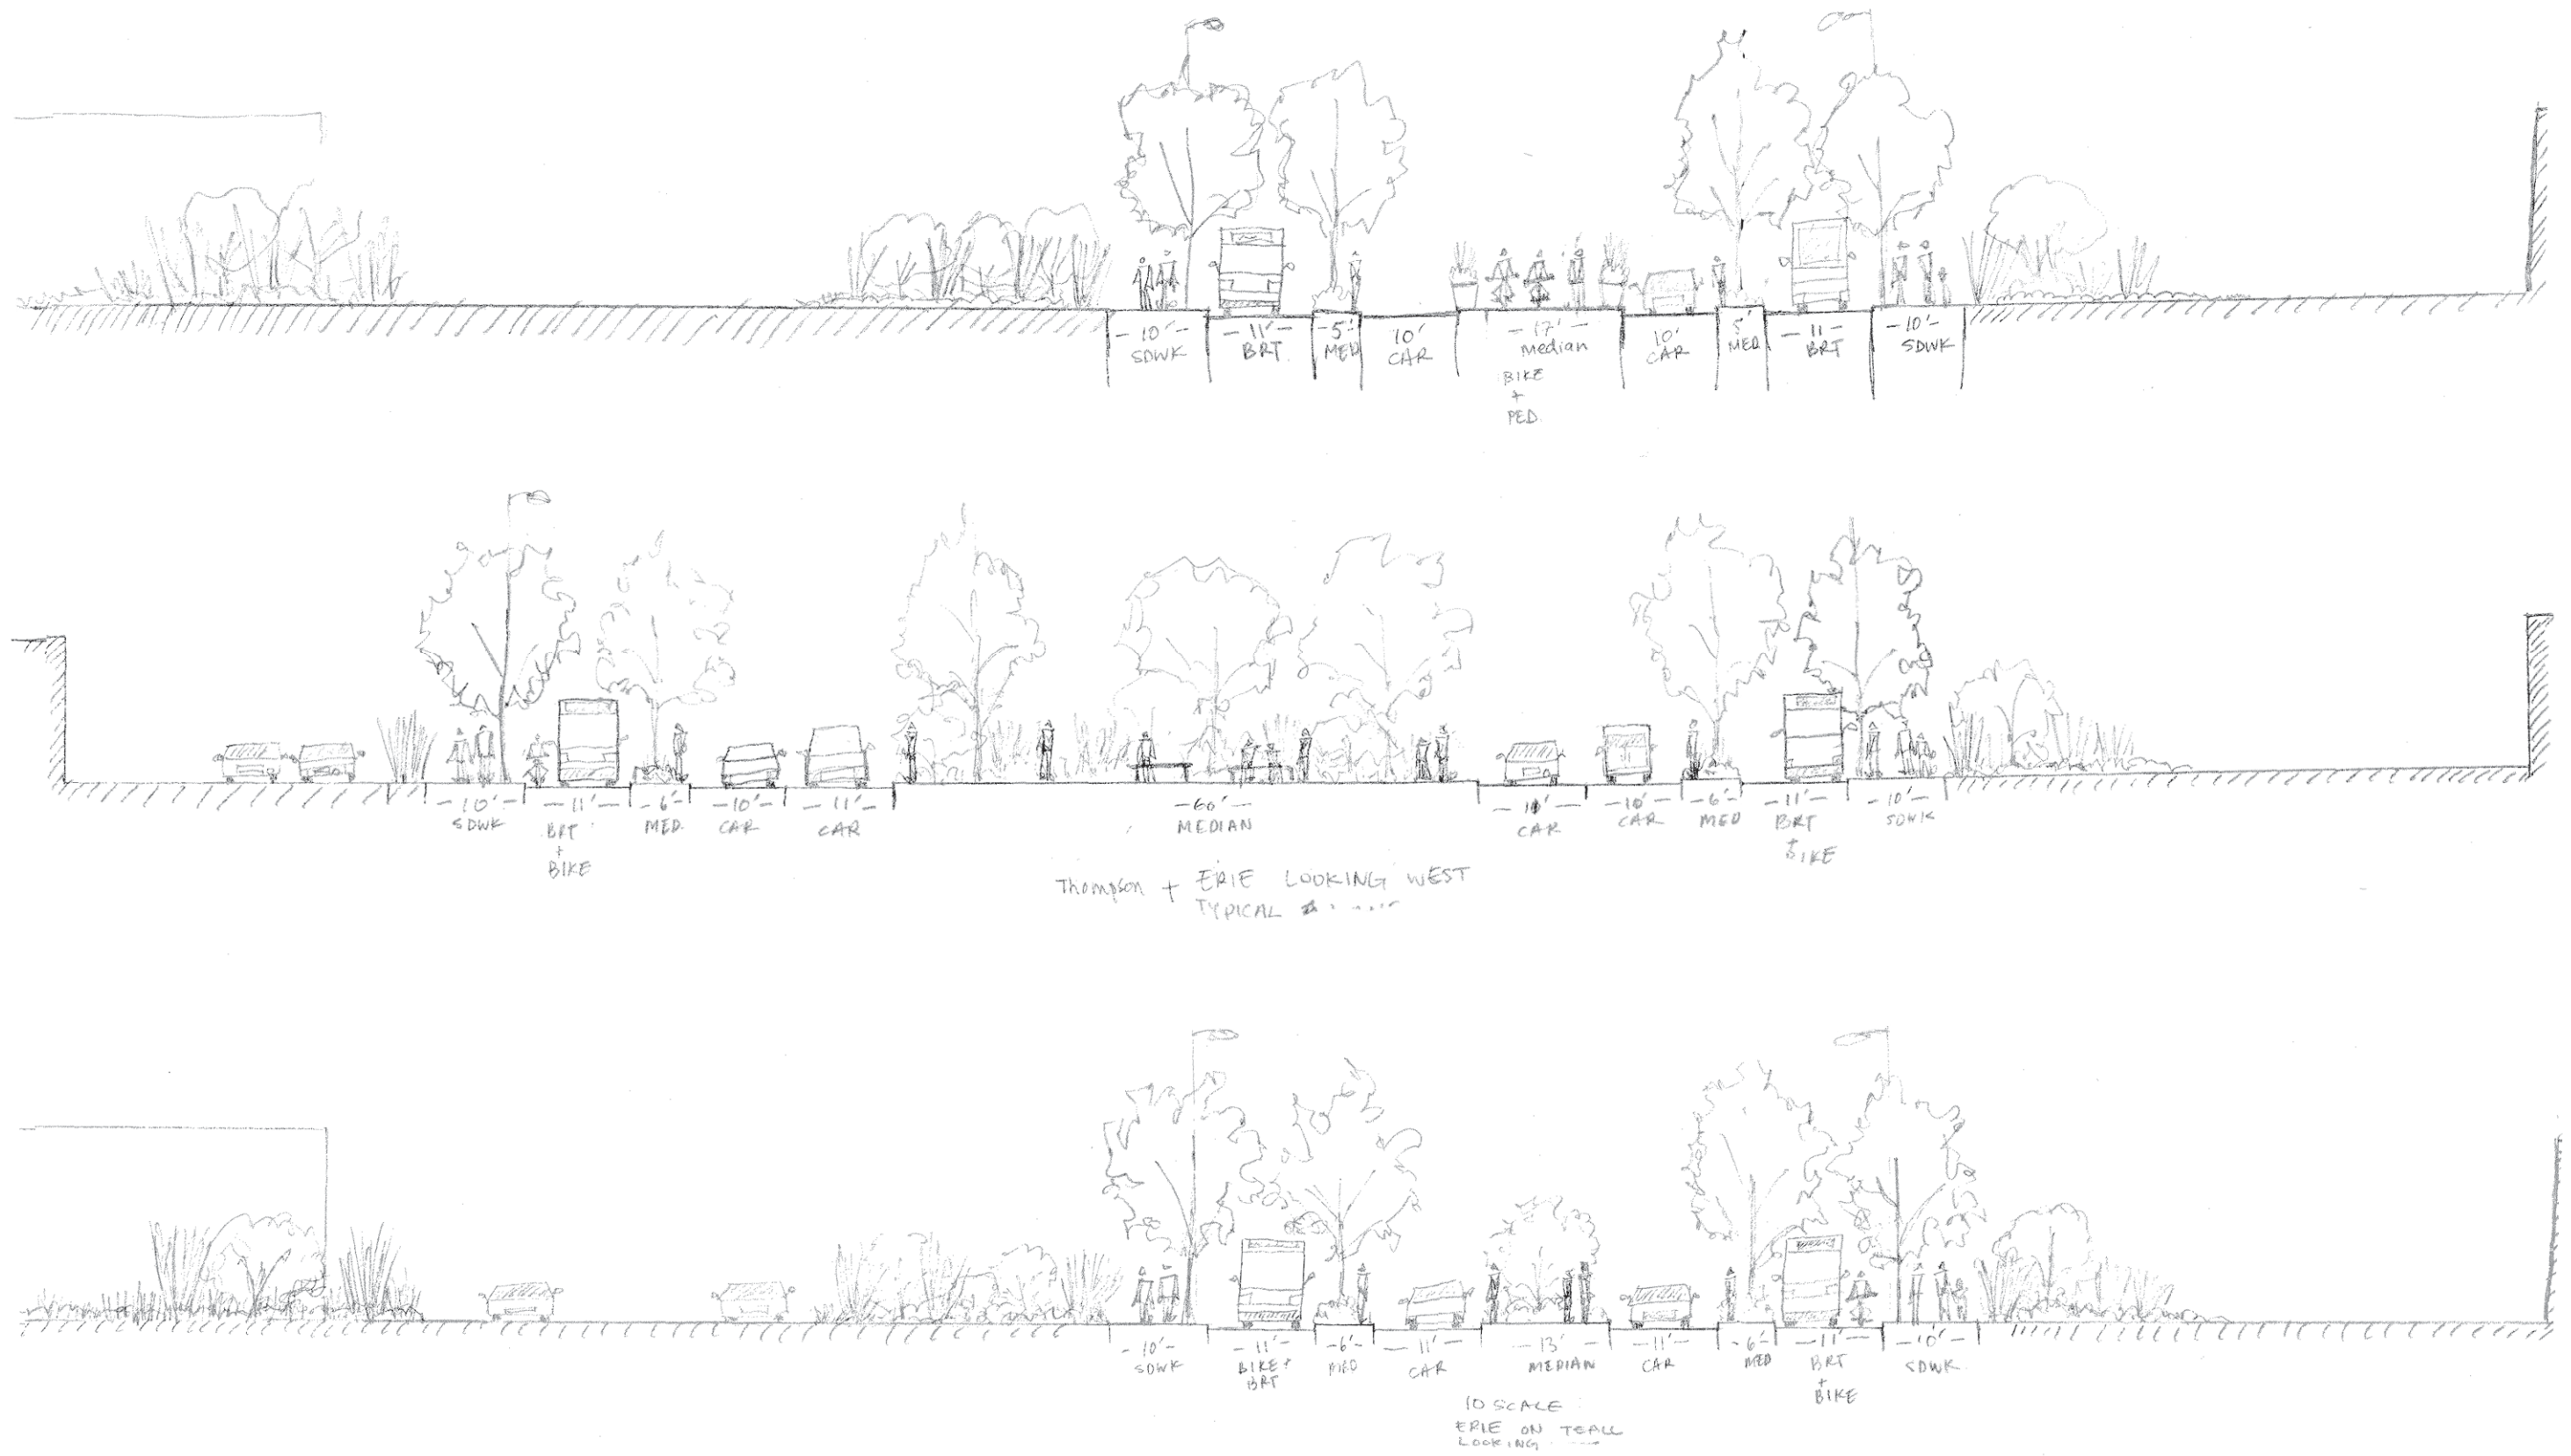 - 10' - - 11' - - 5' 10' - 17' - 10' 5' - 11 - - 10' -
SDWK BRT MED CAR Median CAR MED BRT SDWK
BIKE
+
PED.
- 10' - - 11' - - 6' - - 10' - - 11' - - 60' - - 10' - - 6' - - 11' - - 10' -
SDWK BRT MED. CAR CAR MEDIAN CAR CAR MED BRT SDWK
+ +
BIKE BIKE
Thompson + ERIE LOOKING WEST
TYPICAL
- 10' - - 11' - - 6' - - 11' - - 13' - 11' - - 6' - - 11' - - 10' -
SDWK BIKE + MED CAR MEDIAN CAR MED BRT SDWK
BRT +
BIKE
10 SCALE
ERIE ON TEALL
LOOKING